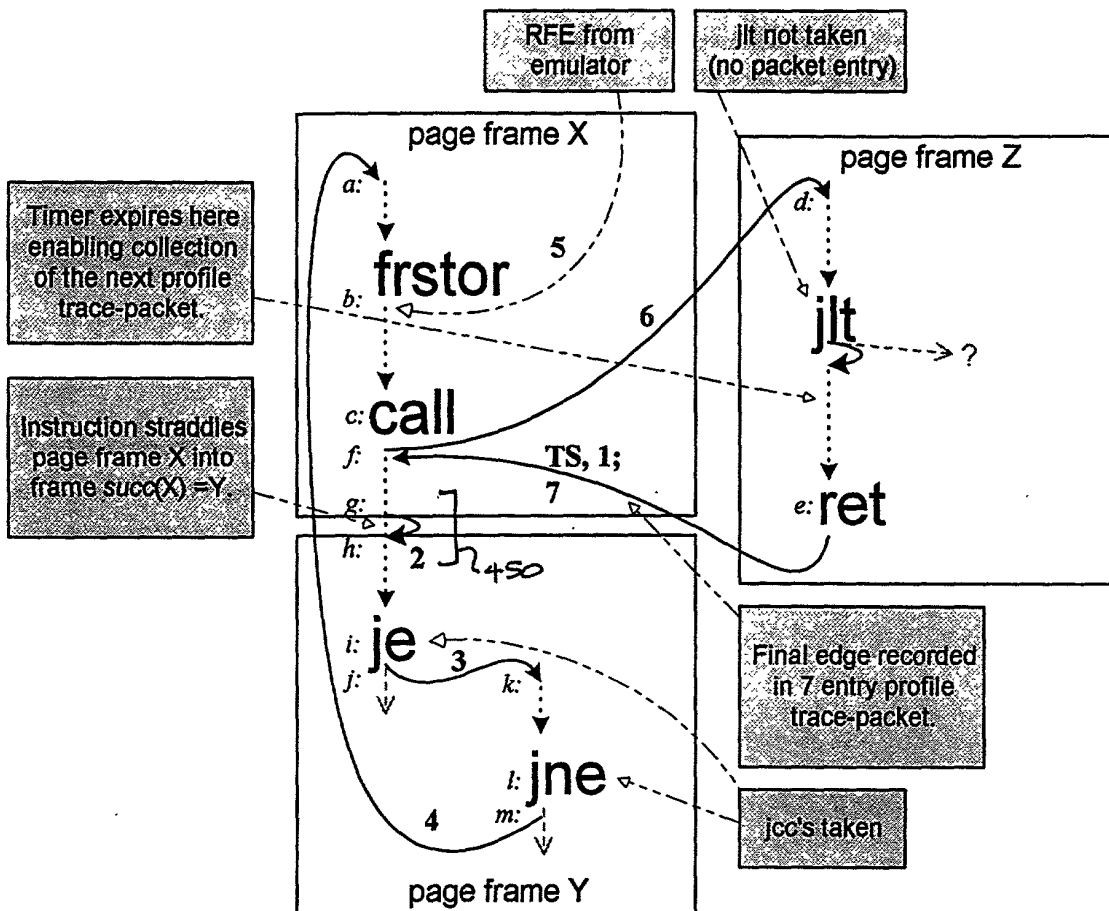 RFE from
emulator
jlt not taken
(no packet entry)
page frame X
page frame Z
a:
d:
Timer expires here
enabling collection
of the next profile
trace-packet.
5
frstor
b:
6
jlt
?
c: call
Instruction straddles
page frame X into
frame succ(X) =Y.
f:
TS, 1;
7
g:
e: ret
h:
2
450
i: je
j:
3
k:
Final edge recorded
in 7 entry profile
trace-packet.
l: jne
m:
4
jcc's taken
page frame Y